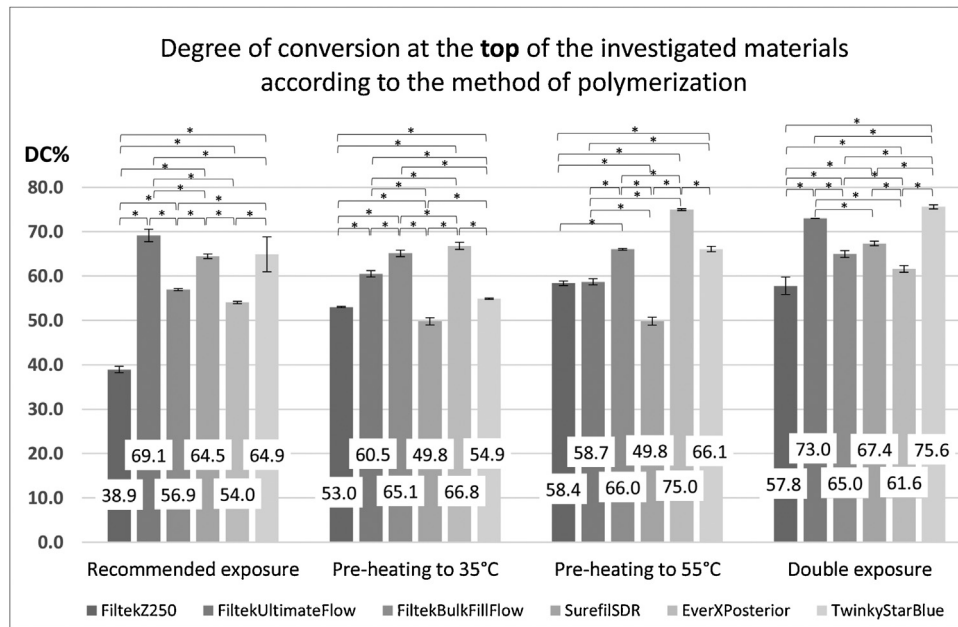 Degree of conversion at the top of the investigated materials
according to the method of polymerization
DC%
80.0
70.0
60.0
50.0
40.0
30.0
20.0
10.0
0.0
* * * * * * * * * * * * *
* * * * * * * * * * * * *
* * * * * * * * * * *
* * * * * * * * * * * * *
69.1 64.5 64.9 60.5 49.8 54.9 58.7 49.8 66.1 73.0 67.4 75.6
38.9 56.9 54.0 53.0 65.1 66.8 58.4 66.0 75.0 57.8 65.0 61.6
Recommended exposure Pre-heating to 35°C Pre-heating to 55°C Double exposure
FiltekZ250 FiltekUltimateFlow FiltekBulkFillFlow SurefilSDR EverXPosterior TwinkyStarBlue